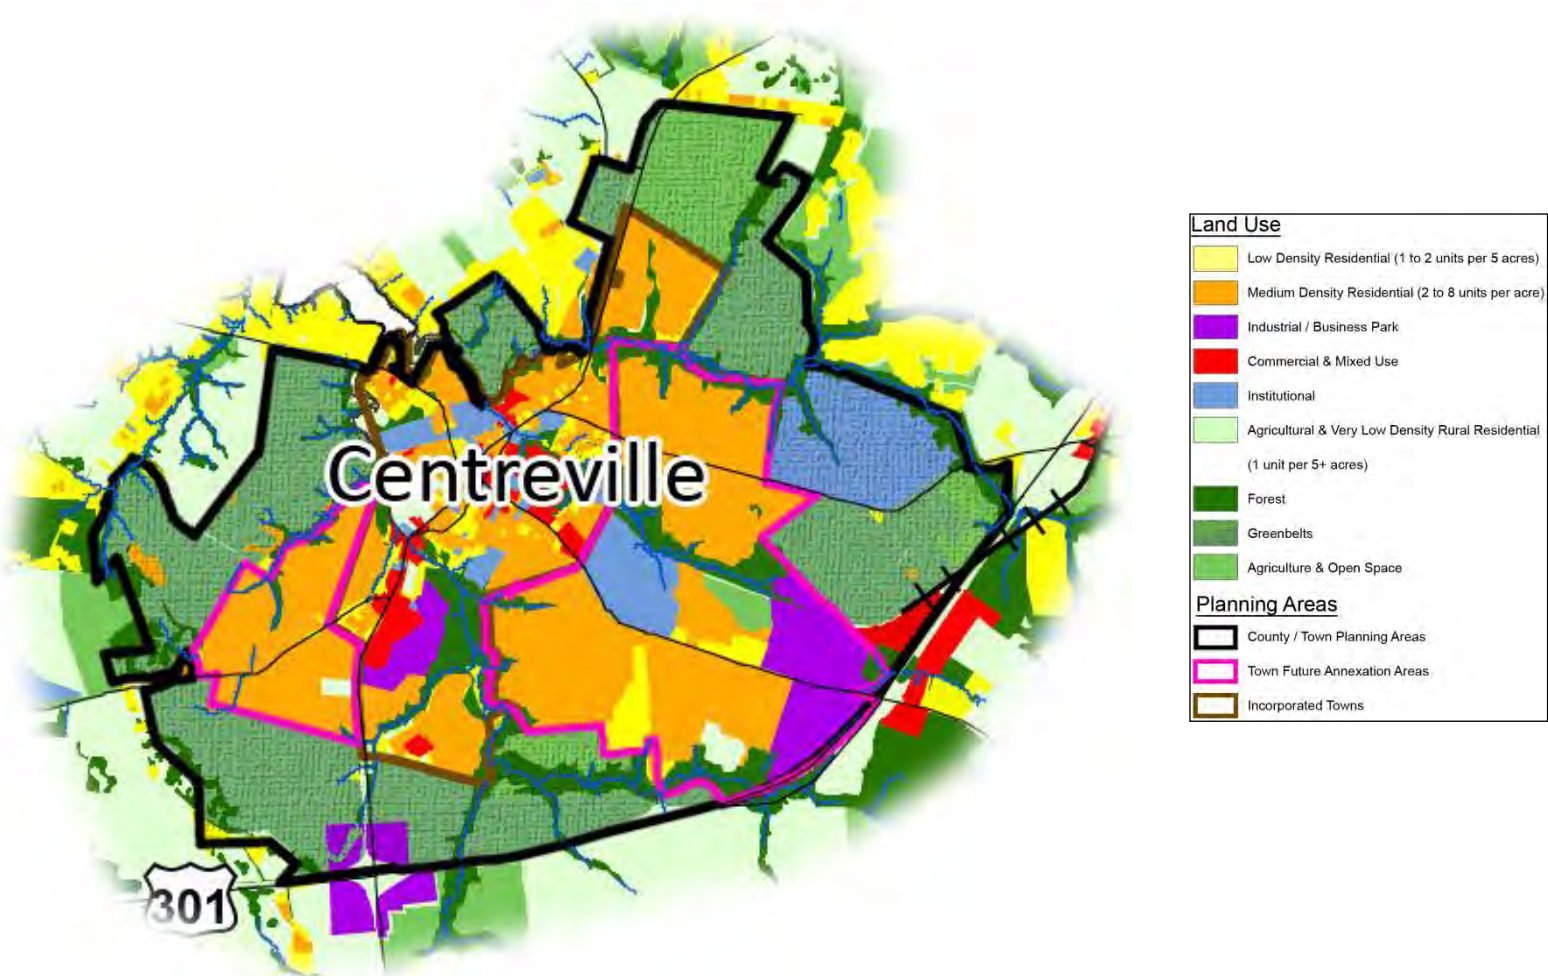 Centreville
301
Land Use
Low Density Residential (1 to 2 units per 5 acres)
Medium Density Residential (2 to 8 units per acre)
Industrial / Business Park
Commercial & Mixed Use
Institutional
Agricultural & Very Low Density Rural Residential
(1 unit per 5+ acres)
Forest
Greenbelts
Agriculture & Open Space
Planning Areas
County / Town Planning Areas
Town Future Annexation Areas
Incorporated Towns